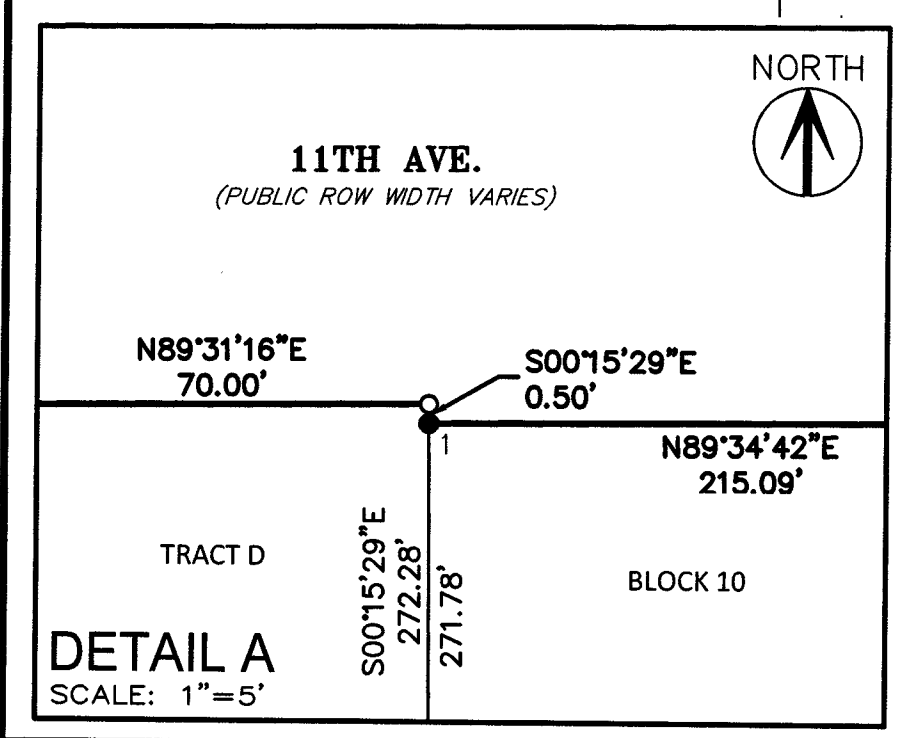 NORTH
11TH AVE.
(PUBLIC ROW WIDTH VARIES)
N89°31'16"E
70.00'
S00°15'29"E
0.50'
1
N89°34'42"E
215.09'
S00°15'29"E
272.28'
271.78'
TRACT D
BLOCK 10
DETAIL A
SCALE: 1"=5'